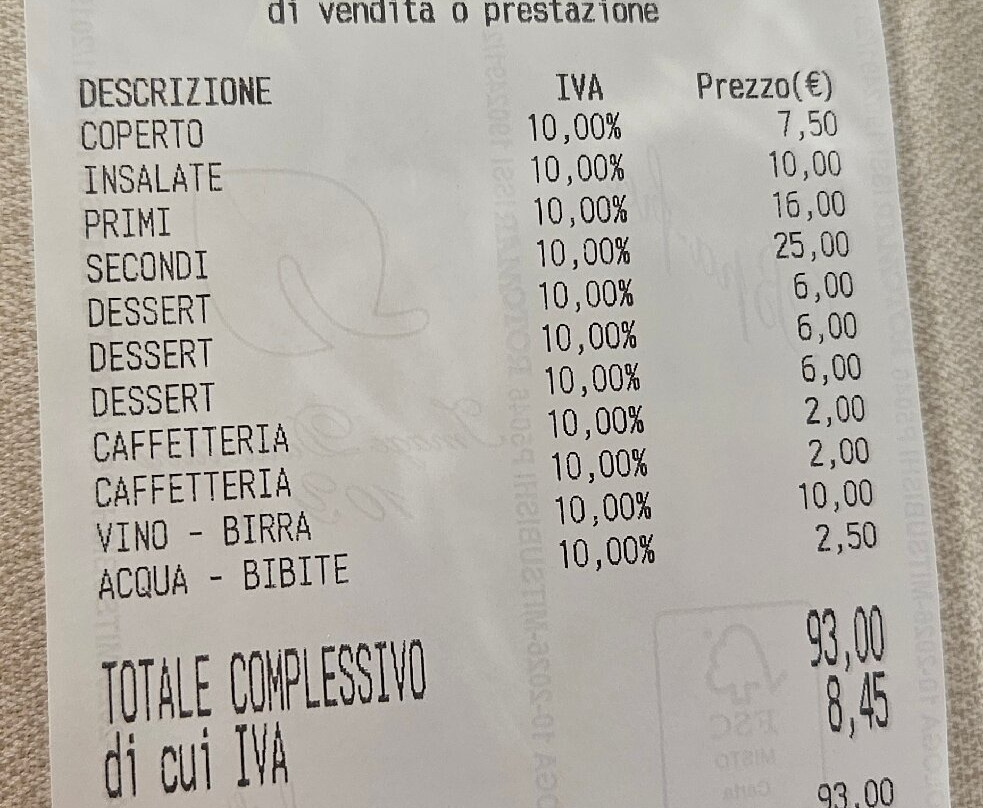 di vendita o prestazione
DESCRIZIONE IVA Prezzo(€)
COPERTO 10,00% 7,50
INSALATE 10,00% 10,00
PRIMI 10,00% 16,00
SECONDI 10,00% 25,00
DESSERT 10,00% 6,00
DESSERT 10,00% 6,00
DESSERT 10,00% 6,00
CAFFETTERIA 10,00% 2,00
CAFFETTERIA 10,00% 2,00
VINO - BIRRA 10,00% 10,00
ACQUA - BIBITE 10,00% 2,50
TOTALE COMPLESSIVO 93,00
di cui IVA 8,45
93,00